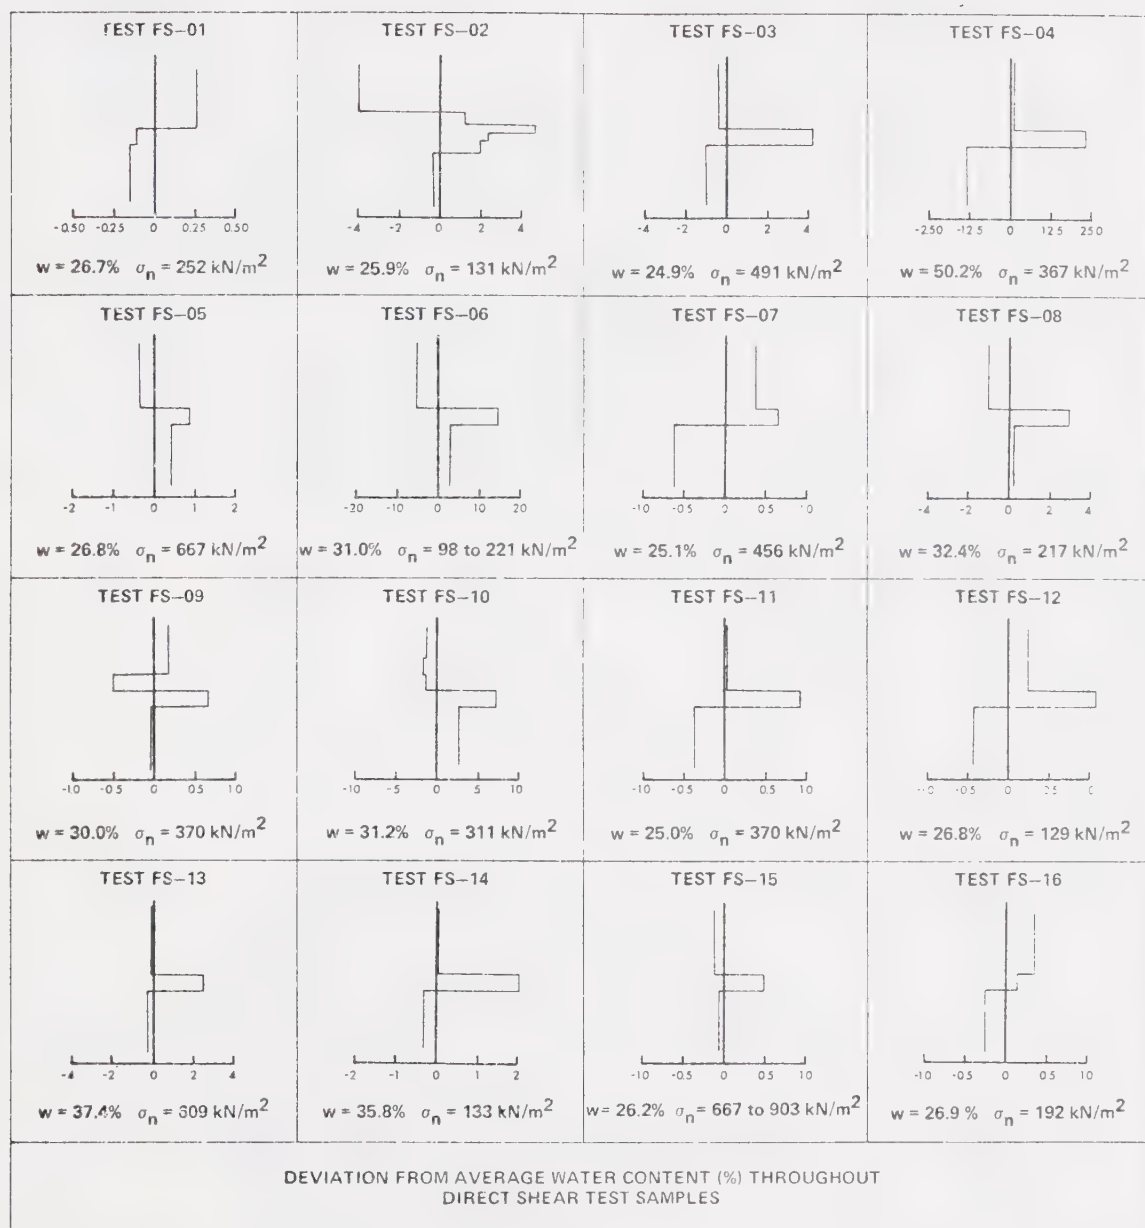 TEST FS-01
-0.50 -0.25 0 0.25 0.50
w = 26.7% σn = 252 kN/m²
TEST FS-02
-4 -2 0 2 4
w = 25.9% σn = 131 kN/m²
TEST FS-03
-4 -2 0 2 4
w = 24.9% σn = 491 kN/m²
TEST FS-04
-25.0 -12.5 0 12.5 25.0
w = 50.2% σn = 367 kN/m²
TEST FS-05
-2 -1 0 1 2
w = 26.8% σn = 667 kN/m²
TEST FS-06
-20 -10 0 10 20
w = 31.0% σn = 98 to 221 kN/m²
TEST FS-07
-1.0 -0.5 0 0.5 1.0
w = 25.1% σn = 456 kN/m²
TEST FS-08
-4 -2 0 2 4
w = 32.4% σn = 217 kN/m²
TEST FS-09
-1.0 -0.5 0 0.5 1.0
w = 30.0% σn = 370 kN/m²
TEST FS-10
-10 -5 0 5 10
w = 31.2% σn = 311 kN/m²
TEST FS-11
-1.0 -0.5 0 0.5 1.0
w = 25.0% σn = 370 kN/m²
TEST FS-12
-0.5 0 0.5
w = 26.8% σn = 129 kN/m²
TEST FS-13
-4 -2 0 2 4
w = 37.4% σn = kN/m²
TEST FS-14
-2 -1 0 1 2
w = 35.8% σn = 133 kN/m²
TEST FS-15
-1.0 -0.5 0 0.5 1.0
w = 26.2% σn = 667 to 903 kN/m²
TEST FS-16
-1.0 -0.5 0 0.5 1.0
w = 26.9 % σn = 192 kN/m²
DEVIATION FROM AVERAGE WATER CONTENT (%) THROUGHOUT
DIRECT SHEAR TEST SAMPLES